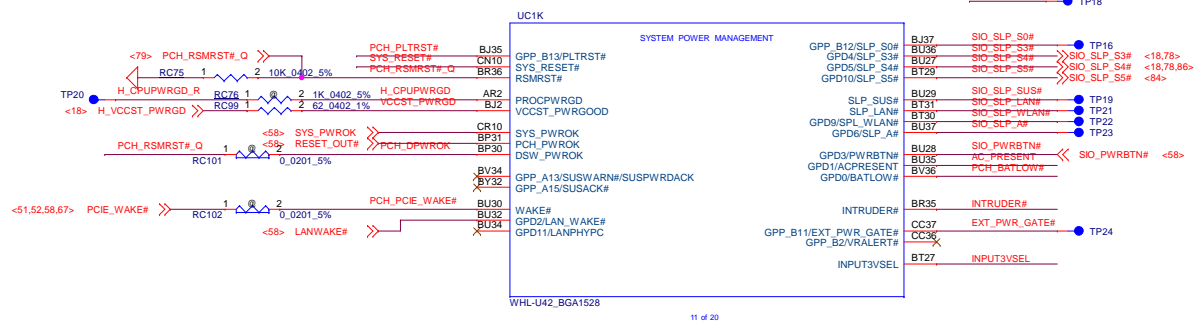 TP18
UC1K
SYSTEM POWER MANAGEMENT
<79> PCH_RSMRST#_Q
PCH_PLTRST# BJ35 GPP_B13/PLTRST#
SYS_RESET# CN10 SYS_RESET#
PCH_RSMRST#_Q BR36 RSMRST#
RC75 1 2 10K_0402_5%
TP20 H_CPUPWRGD_R RC76 1 @ 2 1K_0402_5% H_CPUPWRGD AR2 PROCPWRGD
<18> H_VCCST_PWRGD RC99 1 2 62_0402_1% VCCST_PWRGD BJ2 VCCST_PWRGOOD
<58> SYS_PWROK CR10 SYS_PWROK
<58> RESET_OUT# BP31 PCH_PWROK
PCH_RSMRST#_Q RC101 1 @ 2 0_0201_5% PCH_DPWROK BP30 DSW_PWROK
BV34 GPP_A13/SUSWARN#/SUSPWRDACK
BY32 GPP_A15/SUSACK#
<51,52,58,67> PCIE_WAKE# RC102 1 @ 2 0_0201_5% PCH_PCIE_WAKE# BU30 WAKE#
<58> LANWAKE# BU32 GPD2/LAN_WAKE#
BU34 GPD11/LANPHYPC
GPP_B12/SLP_S0# BJ37 SIO_SLP_S0# TP16
GPD4/SLP_S3# BU36 SIO_SLP_S3# SIO_SLP_S3# <18,78>
GPD5/SLP_S4# BU27 SIO_SLP_S4# SIO_SLP_S4# <18,78,86>
GPD10/SLP_S5# BT29 SIO_SLP_S5# SIO_SLP_S5# <84>
SLP_SUS# BU29 SIO_SLP_SUS# TP19
SLP_LAN# BT31 SIO_SLP_LAN# TP21
GPD9/SPL_WLAN# BT30 SIO_SLP_WLAN# TP22
GPD6/SLP_A# BU37 SIO_SLP_A# TP23
GPD3/PWRBTN# BU28 SIO_PWRBTN# SIO_PWRBTN# <58>
GPD1/ACPRESENT BU35 AC_PRESENT
GPD0/BATLOW# BV36 PCH_BATLOW#
INTRUDER# BR35 INTRUDER#
GPP_B11/EXT_PWR_GATE# CC37 EXT_PWR_GATE# TP24
GPP_B2/VRALERT# CC36
INPUT3VSEL BT27 INPUT3VSEL
WHL-U42_BGA1528
11 of 20